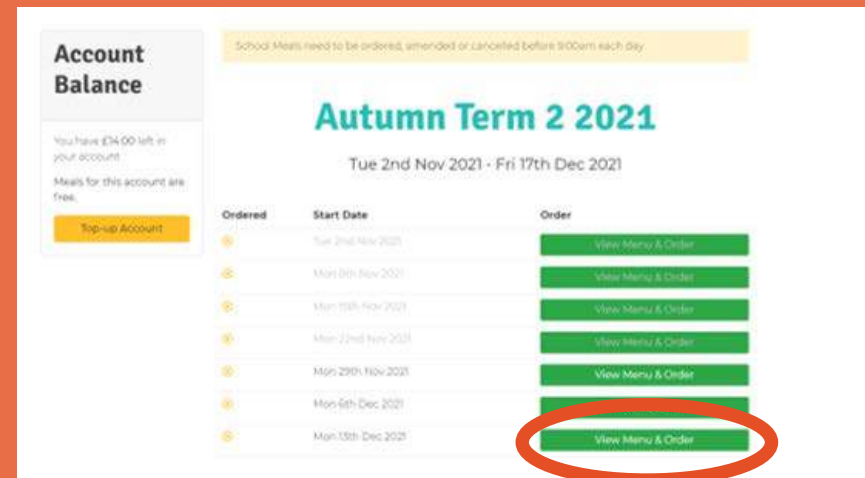 Account
Balance
You have £14.00 left in
your account
Meals for this account are
free.
Top-up Account
School Meals need to be ordered, amended or cancelled before 9:00am each day
Autumn Term 2 2021
Tue 2nd Nov 2021 - Fri 17th Dec 2021
Ordered Start Date Order
Tue 2nd Nov 2021 View Menu & Order
Mon 8th Nov 2021 View Menu & Order
Mon 15th Nov 2021 View Menu & Order
Mon 22nd Nov 2021 View Menu & Order
Mon 29th Nov 2021 View Menu & Order
Mon 6th Dec 2021
Mon 13th Dec 2021 View Menu & Order